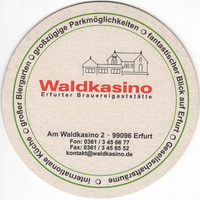 großer Biergarten • großzügige Parkmöglichkeiten • fantastischer Blick auf Erfurt • Gesellschaftsräume • internationale Küche •
Waldkasino
Erfurter Brauereigaststätte
Am Waldkasino 2 · 99096 Erfurt
Fon: 0361 / 3 45 66 77
Fax: 0361 / 3 45 65 52
kontakt@waldkasino.de